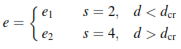 e = { e1 s = 2, d < dcr
e2 s = 4, d > dcr